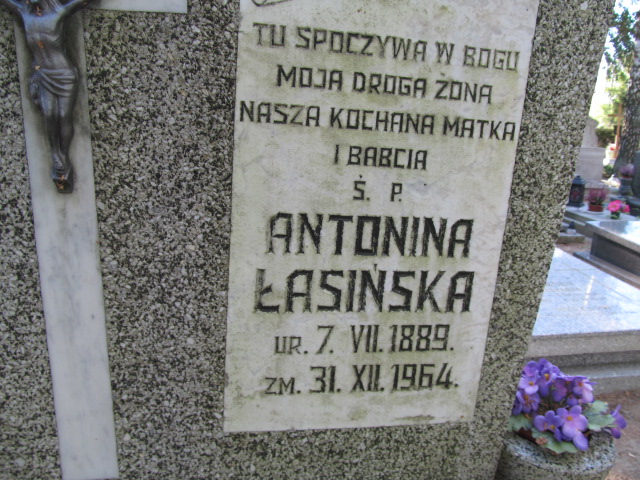 TU SPOCZYWA W BOGU
MOJA DROGA ŻONA
NASZA KOCHANA MATKA
I BABCIA
Ś. P.
ANTONINA
ŁASIŃSKA
UR. 7. VII. 1889.
ZM. 31. XII. 1964.